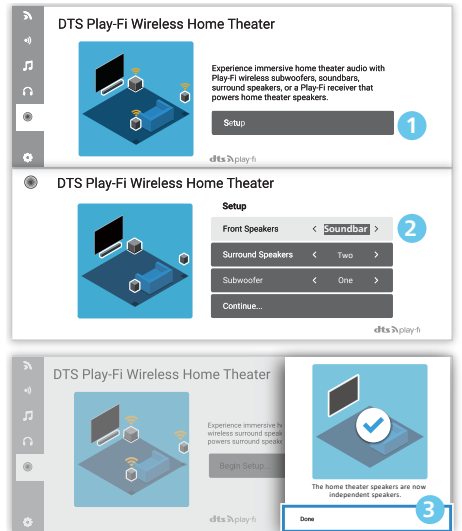 DTS Play-Fi Wireless Home Theater
Experience immersive home theater audio with
Play-Fi wireless subwoofers, soundbars,
surround speakers, or a Play-Fi receiver that
powers home theater speakers.
Setup
1
dts play-fi
DTS Play-Fi Wireless Home Theater
Setup
Front Speakers < Soundbar >
2
Surround Speakers < Two >
Subwoofer < One >
Continue...
dts play-fi
DTS Play-Fi Wireless Home Theater
Experience immersive h
wireless surround speak
powers surround speake
Begin Setup...
dts play-fi
The home theater speakers are now
independent speakers.
3
Done